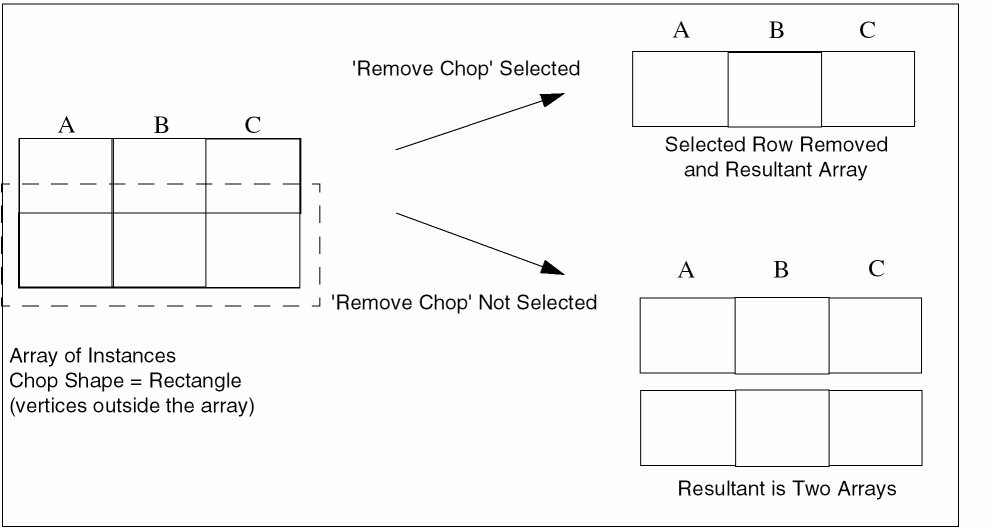 A B C
'Remove Chop' Selected
Selected Row Removed
and Resultant Array
A B C
'Remove Chop' Not Selected
A B C
Resultant is Two Arrays
Array of Instances
Chop Shape = Rectangle
(vertices outside the array)